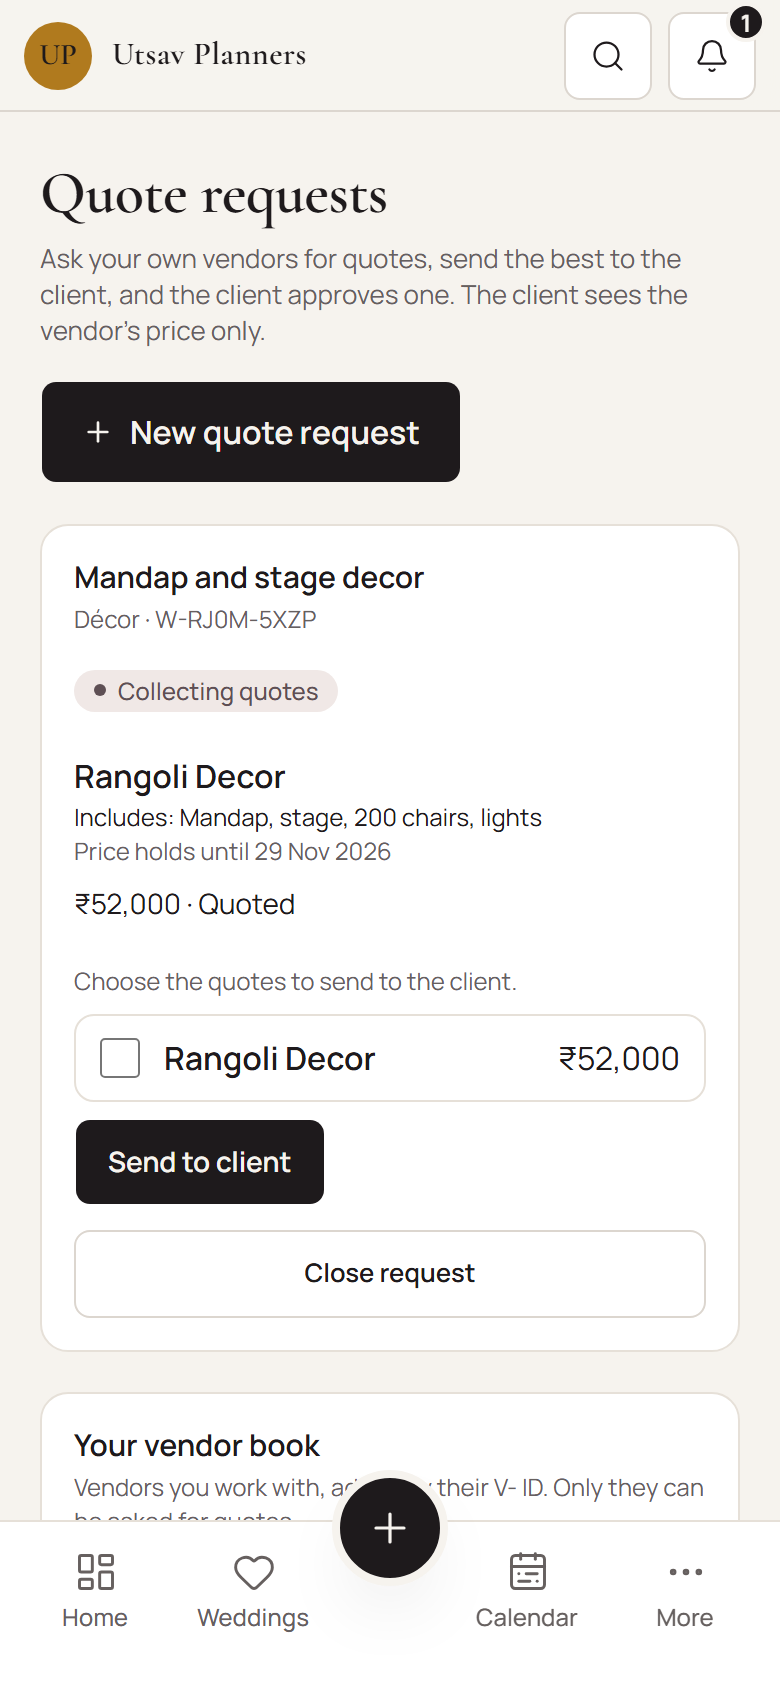 UP Utsav Planners 1
Quote requests
Ask your own vendors for quotes, send the best to the
client, and the client approves one. The client sees the
vendor's price only.
+ New quote request
Mandap and stage decor
Décor · W-RJ0M-5XZP
Collecting quotes
Rangoli Decor
Includes: Mandap, stage, 200 chairs, lights
Price holds until 29 Nov 2026
₹52,000 · Quoted
Choose the quotes to send to the client.
Rangoli Decor ₹52,000
Send to client
Close request
Your vendor book
Vendors you work with, their V- ID. Only they can
Home Weddings Calendar More